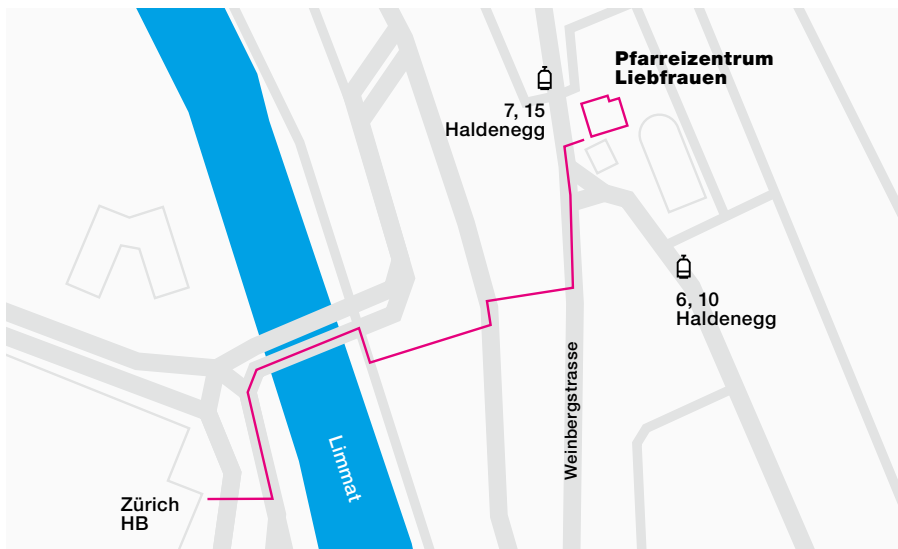 Pfarreizentrum
Liebfrauen
7, 15
Haldenegg
6, 10
Haldenegg
Weinbergstrasse
Limmat
Zürich
HB